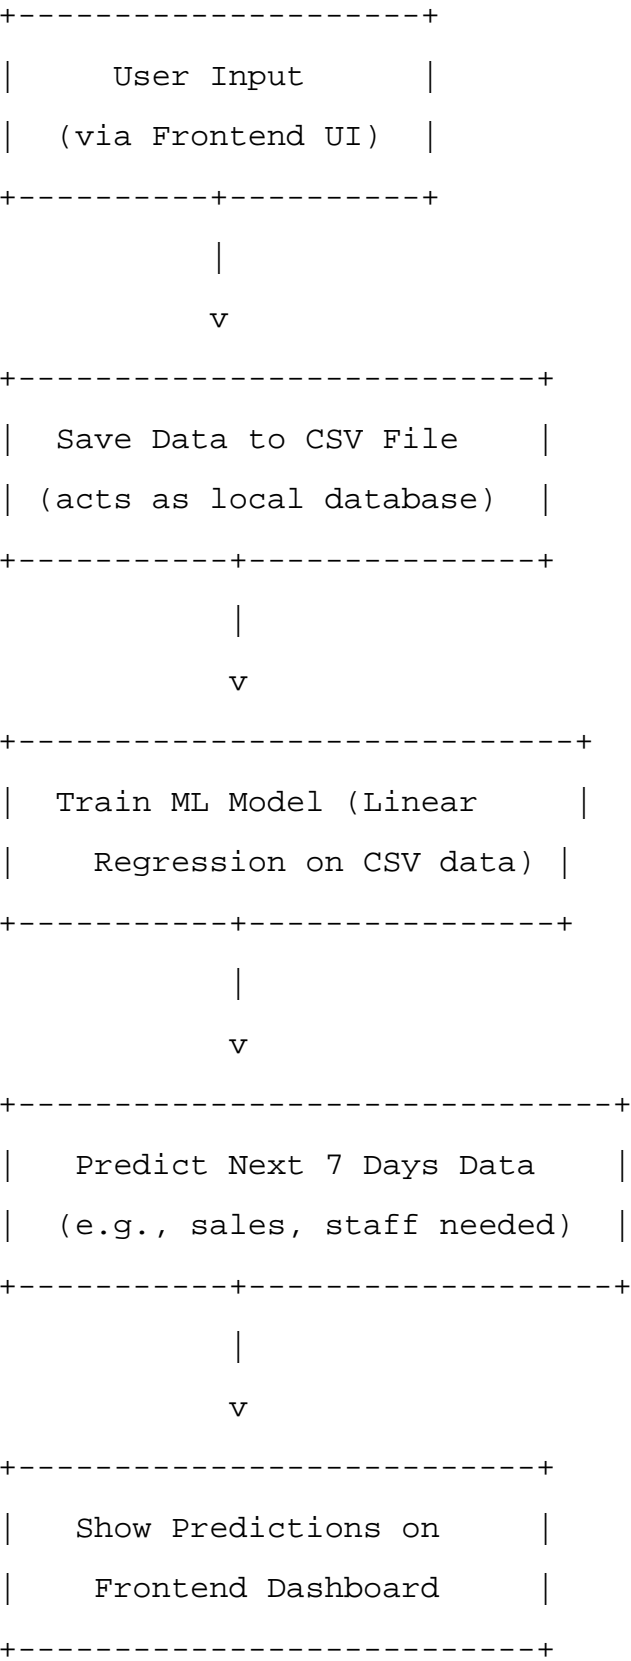 +---------------------+
|     User Input      |
|  (via Frontend UI)  |
+----------+----------+
           |
           v
+---------------------------+
|  Save Data to CSV File    |
| (acts as local database)  |
+-----------+---------------+
            |
            v
+-----------------------------+
|  Train ML Model (Linear     |
|    Regression on CSV data) |
+-----------+----------------+
            |
            v
+-------------------------------+
|   Predict Next 7 Days Data    |
|  (e.g., sales, staff needed)  |
+-----------+-------------------+
            |
            v
+---------------------------+
|   Show Predictions on     |
|    Frontend Dashboard     |
+---------------------------+